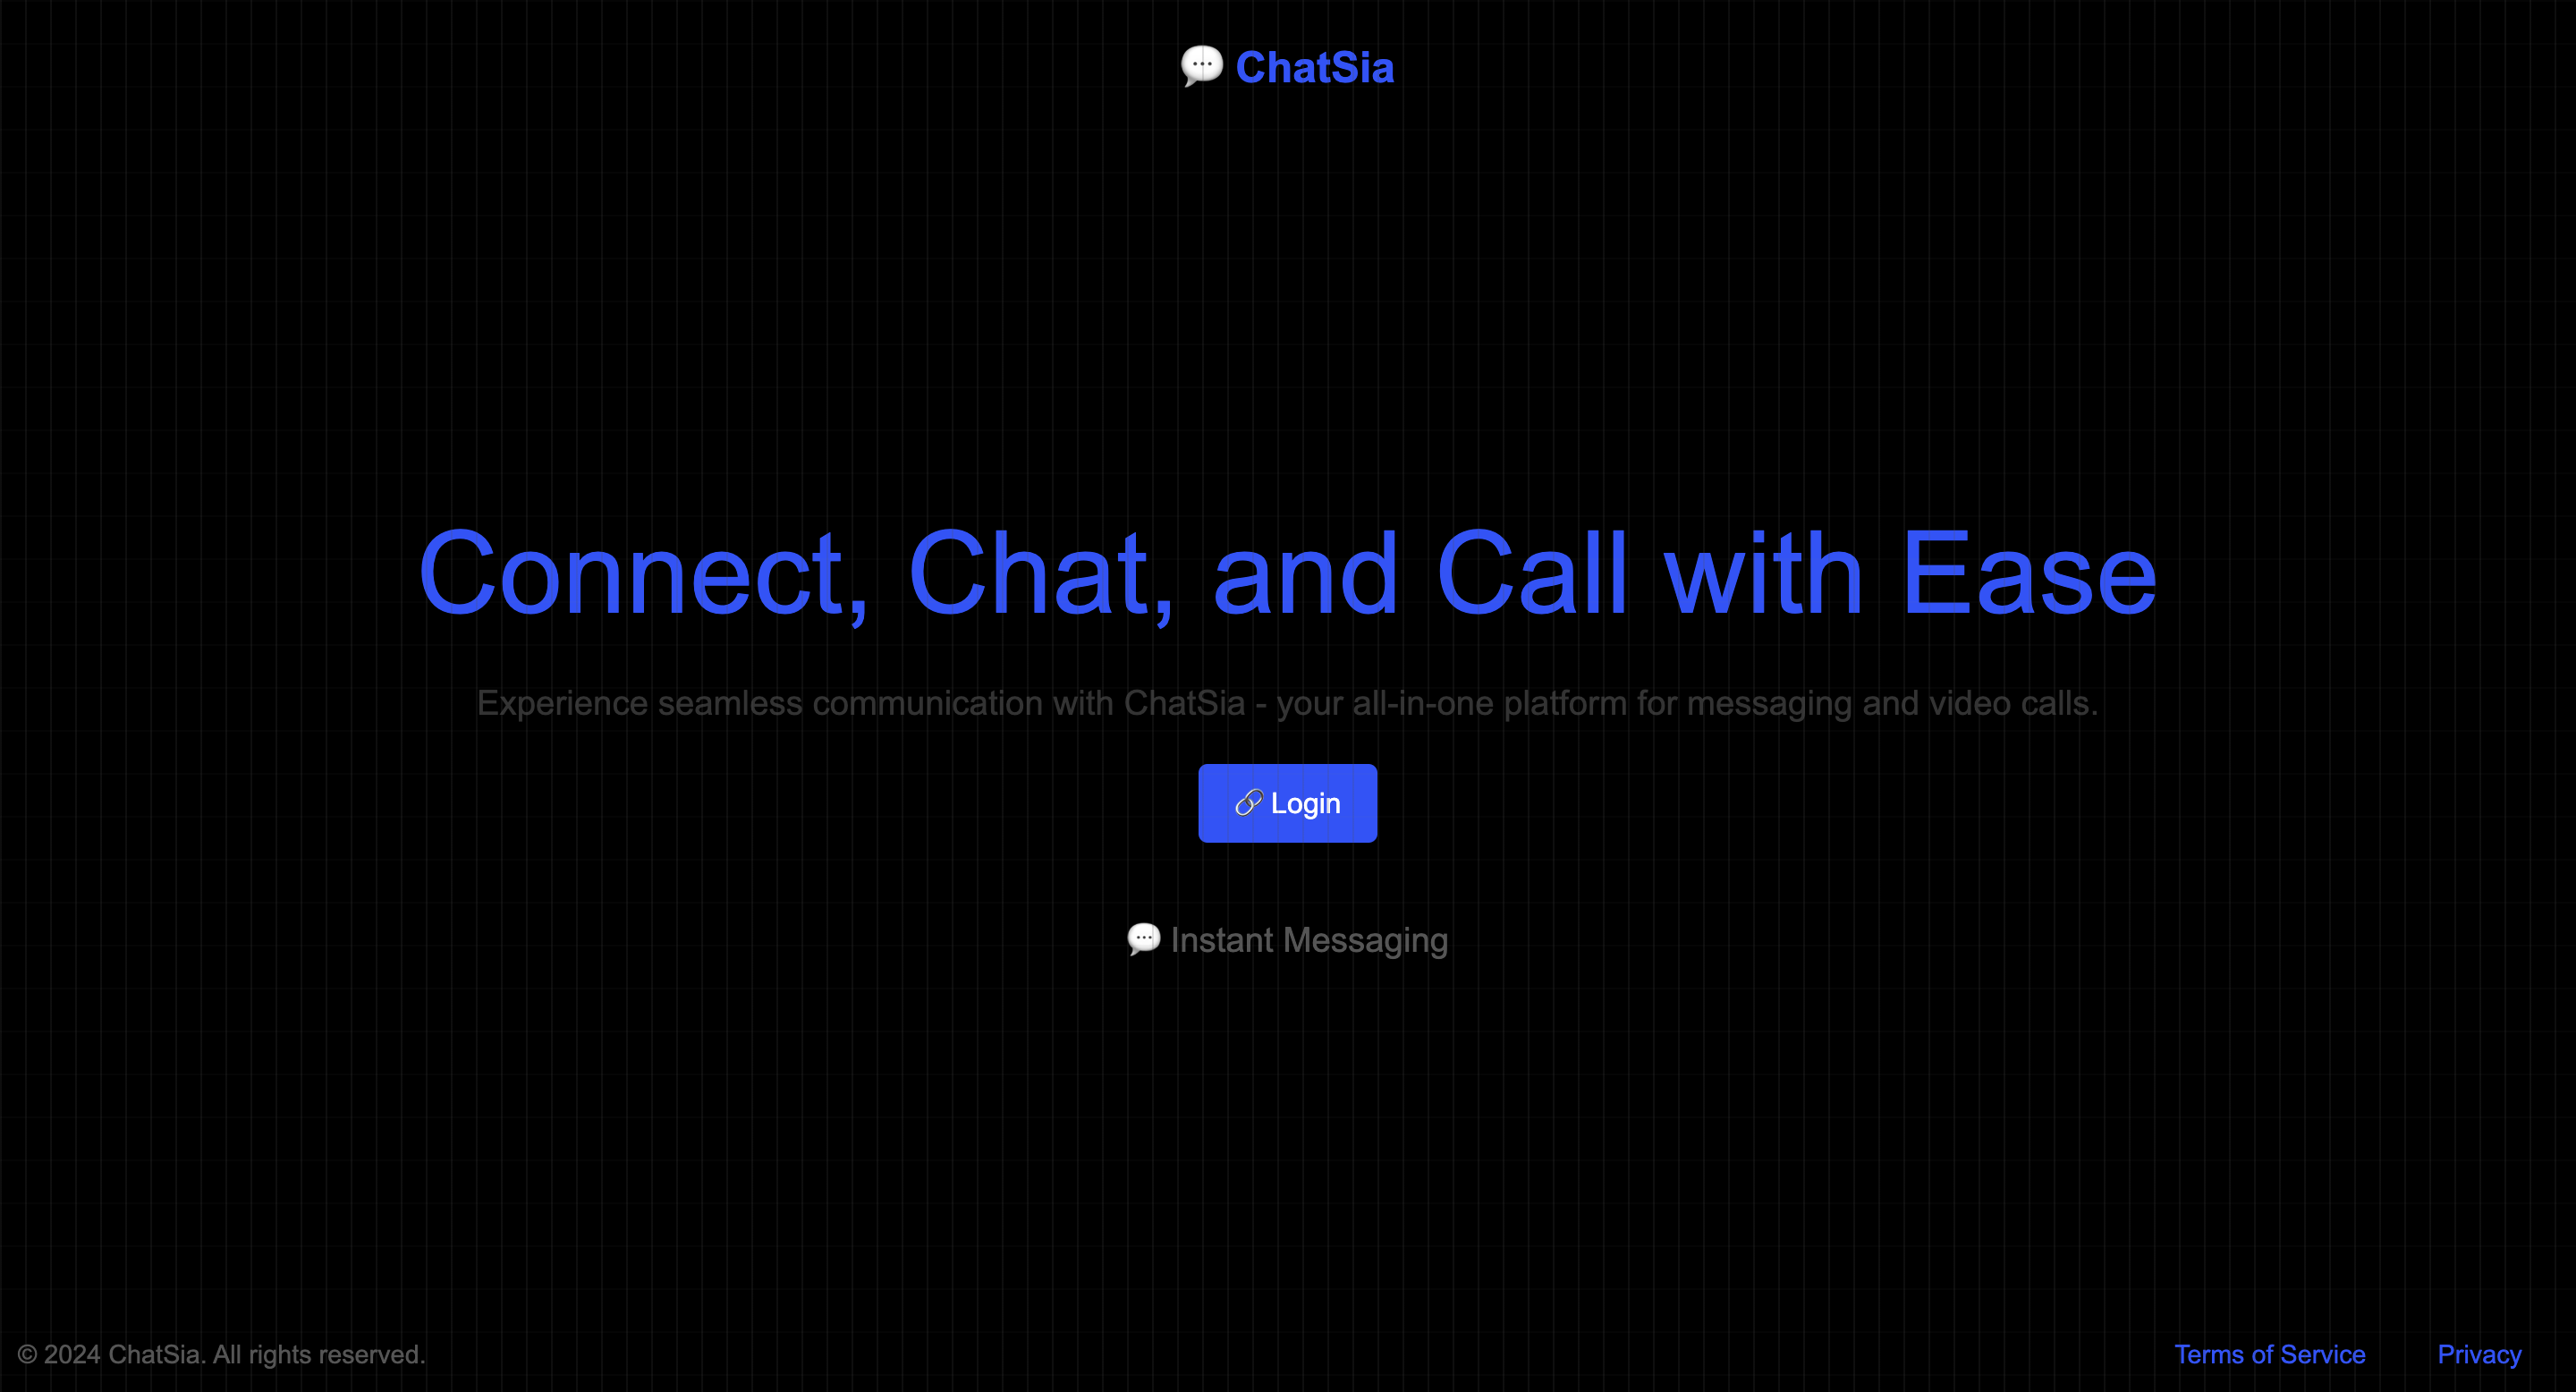 💬 ChatSia
Connect, Chat, and Call with Ease
Experience seamless communication with ChatSia - your all-in-one platform for messaging and video calls.
🔗 Login
💬 Instant Messaging
© 2024 ChatSia. All rights reserved.
Terms of Service
Privacy